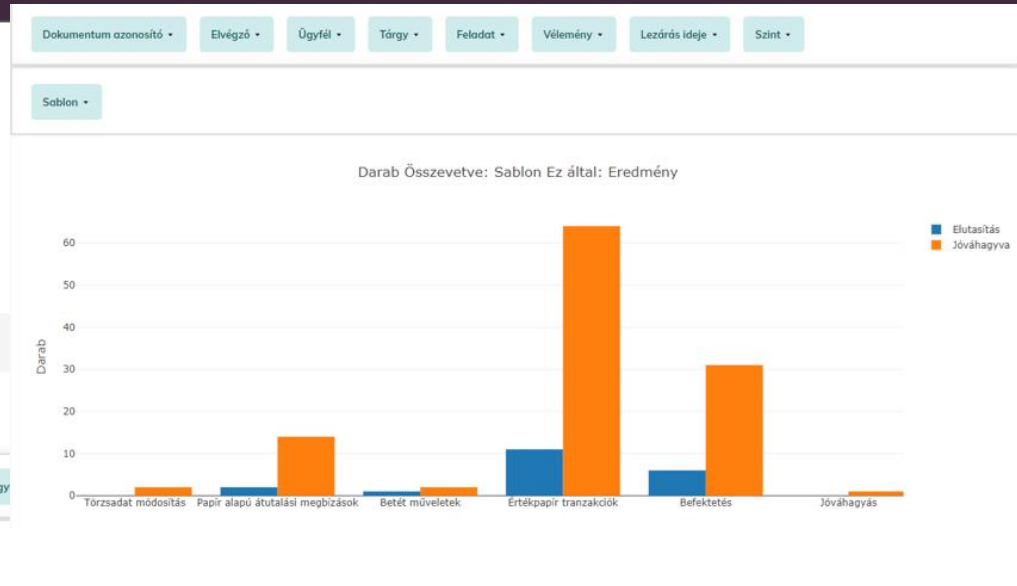 Dokumentum azonosító Elvégző Ügyfél Tárgy Feladat Vélemény Lezárás ideje Szint
Sablon
Darab Összevetve: Sablon Ez által: Eredmény
Elutasítás
Jóváhagyva
60
50
40
30
20
10
0
Darab
Törzsadat módosítás Papír alapú átutalási megbízások Betét műveletek Értékpapír tranzakciók Befektetés Jóváhagyás
gy